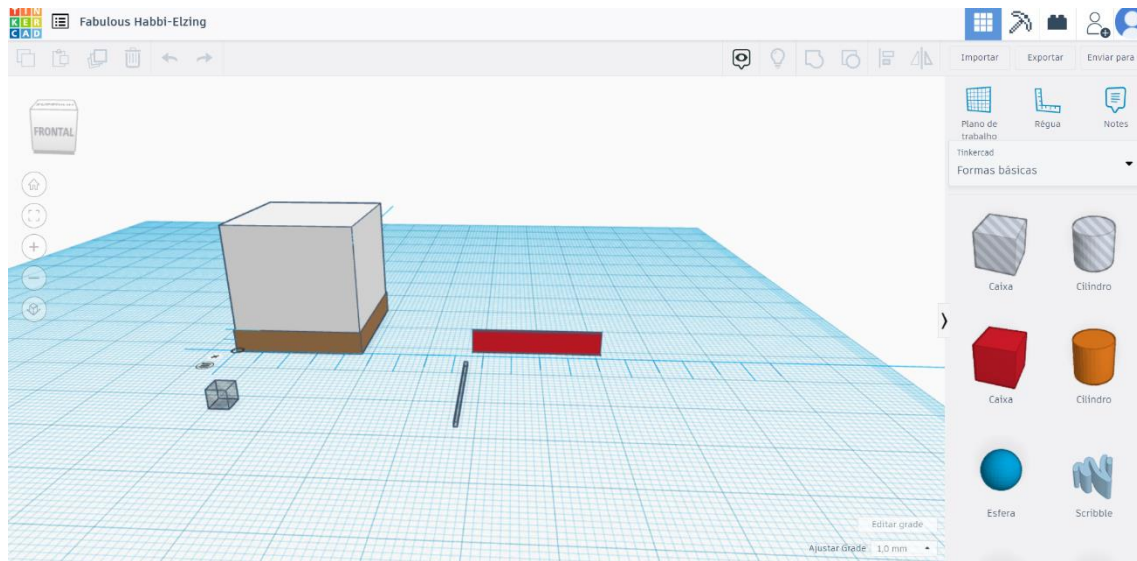 TIN
KER
CAD
Fabulous Habbi-Elzing
Importar
Exportar
Enviar para
FRONTAL
Plano de
trabalho
Régua
Notes
Tinkercad
Formas básicas
Caixa
Cilindro
Caixa
Cilindro
Esfera
Scribble
Editar grade
Ajustar Grade 1,0 mm